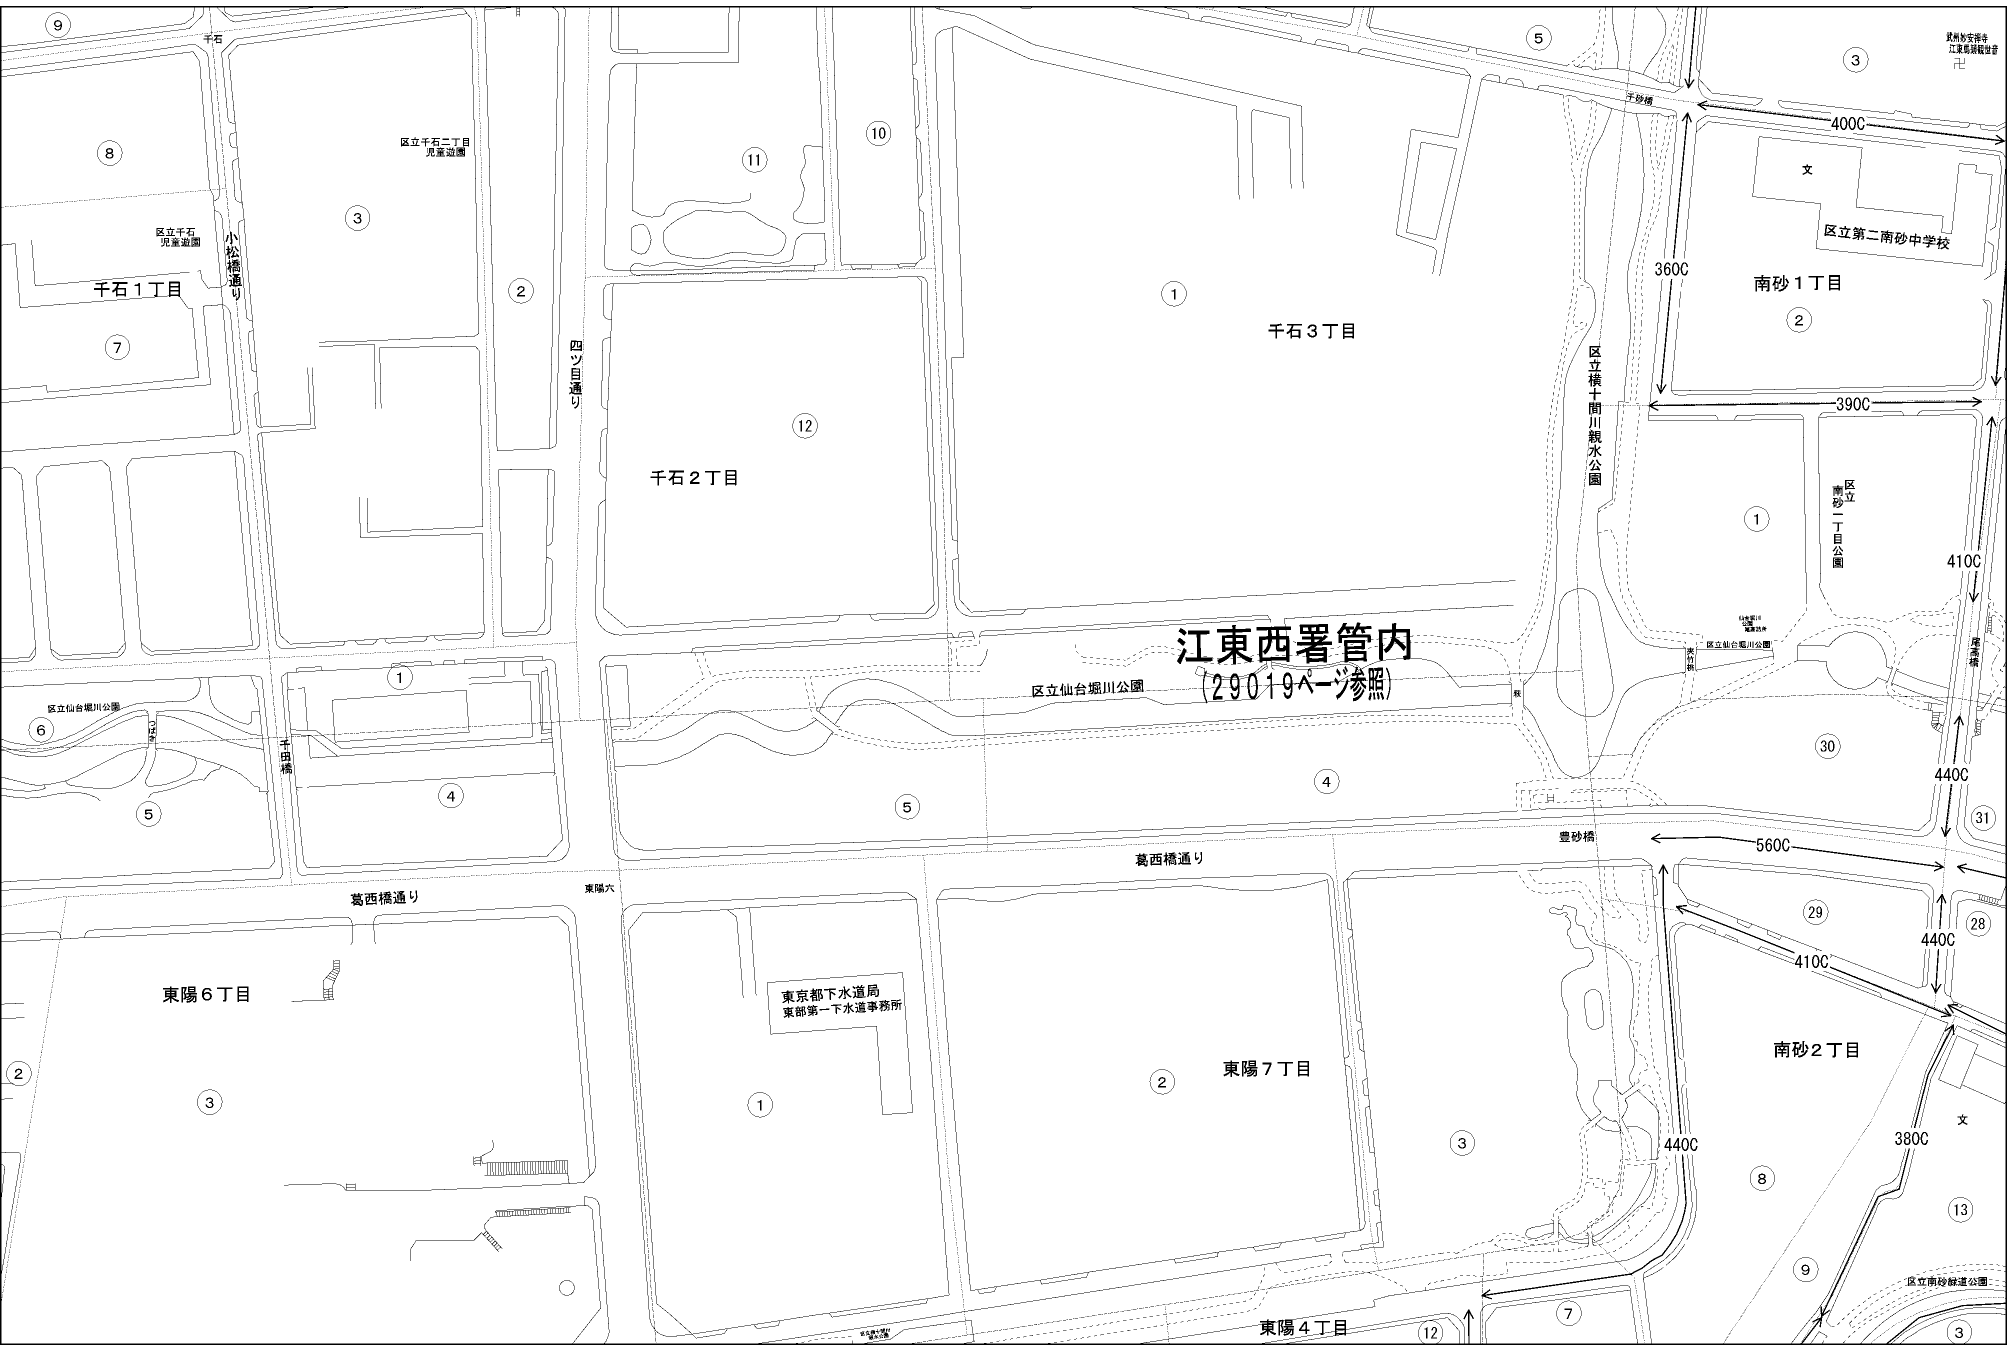 9
千石
5
3
武州妙安禅寺
江東馬頭観世音
千砂橋
400C
8
区立千石二丁目
児童遊園
11
10
文
3
区立千石
児童遊園
小松橋通り
区立第二南砂中学校
360C
千石1丁目
2
1
南砂1丁目
2
千石3丁目
7
四ツ目通り
区立横十間川親水公園
390C
12
千石2丁目
区立
南砂一丁目公園
1
410C
江東西署管内
(29019ページ参照)
区立仙台堀川公園
尾高橋
夾竹桃
萩
1
区立仙台堀川公園
区立仙台堀川公園
6
つばき
千田橋
30
440C
4
4
5
5
31
豊砂橋
560C
葛西橋通り
東陽六
葛西橋通り
29
28
440C
410C
東陽6丁目
東京都下水道局
東部第一下水道事務所
南砂2丁目
2
東陽7丁目
2
3
1
文
3
440C
380C
8
13
9
区立南砂緑道公園
7
東陽4丁目
12
3